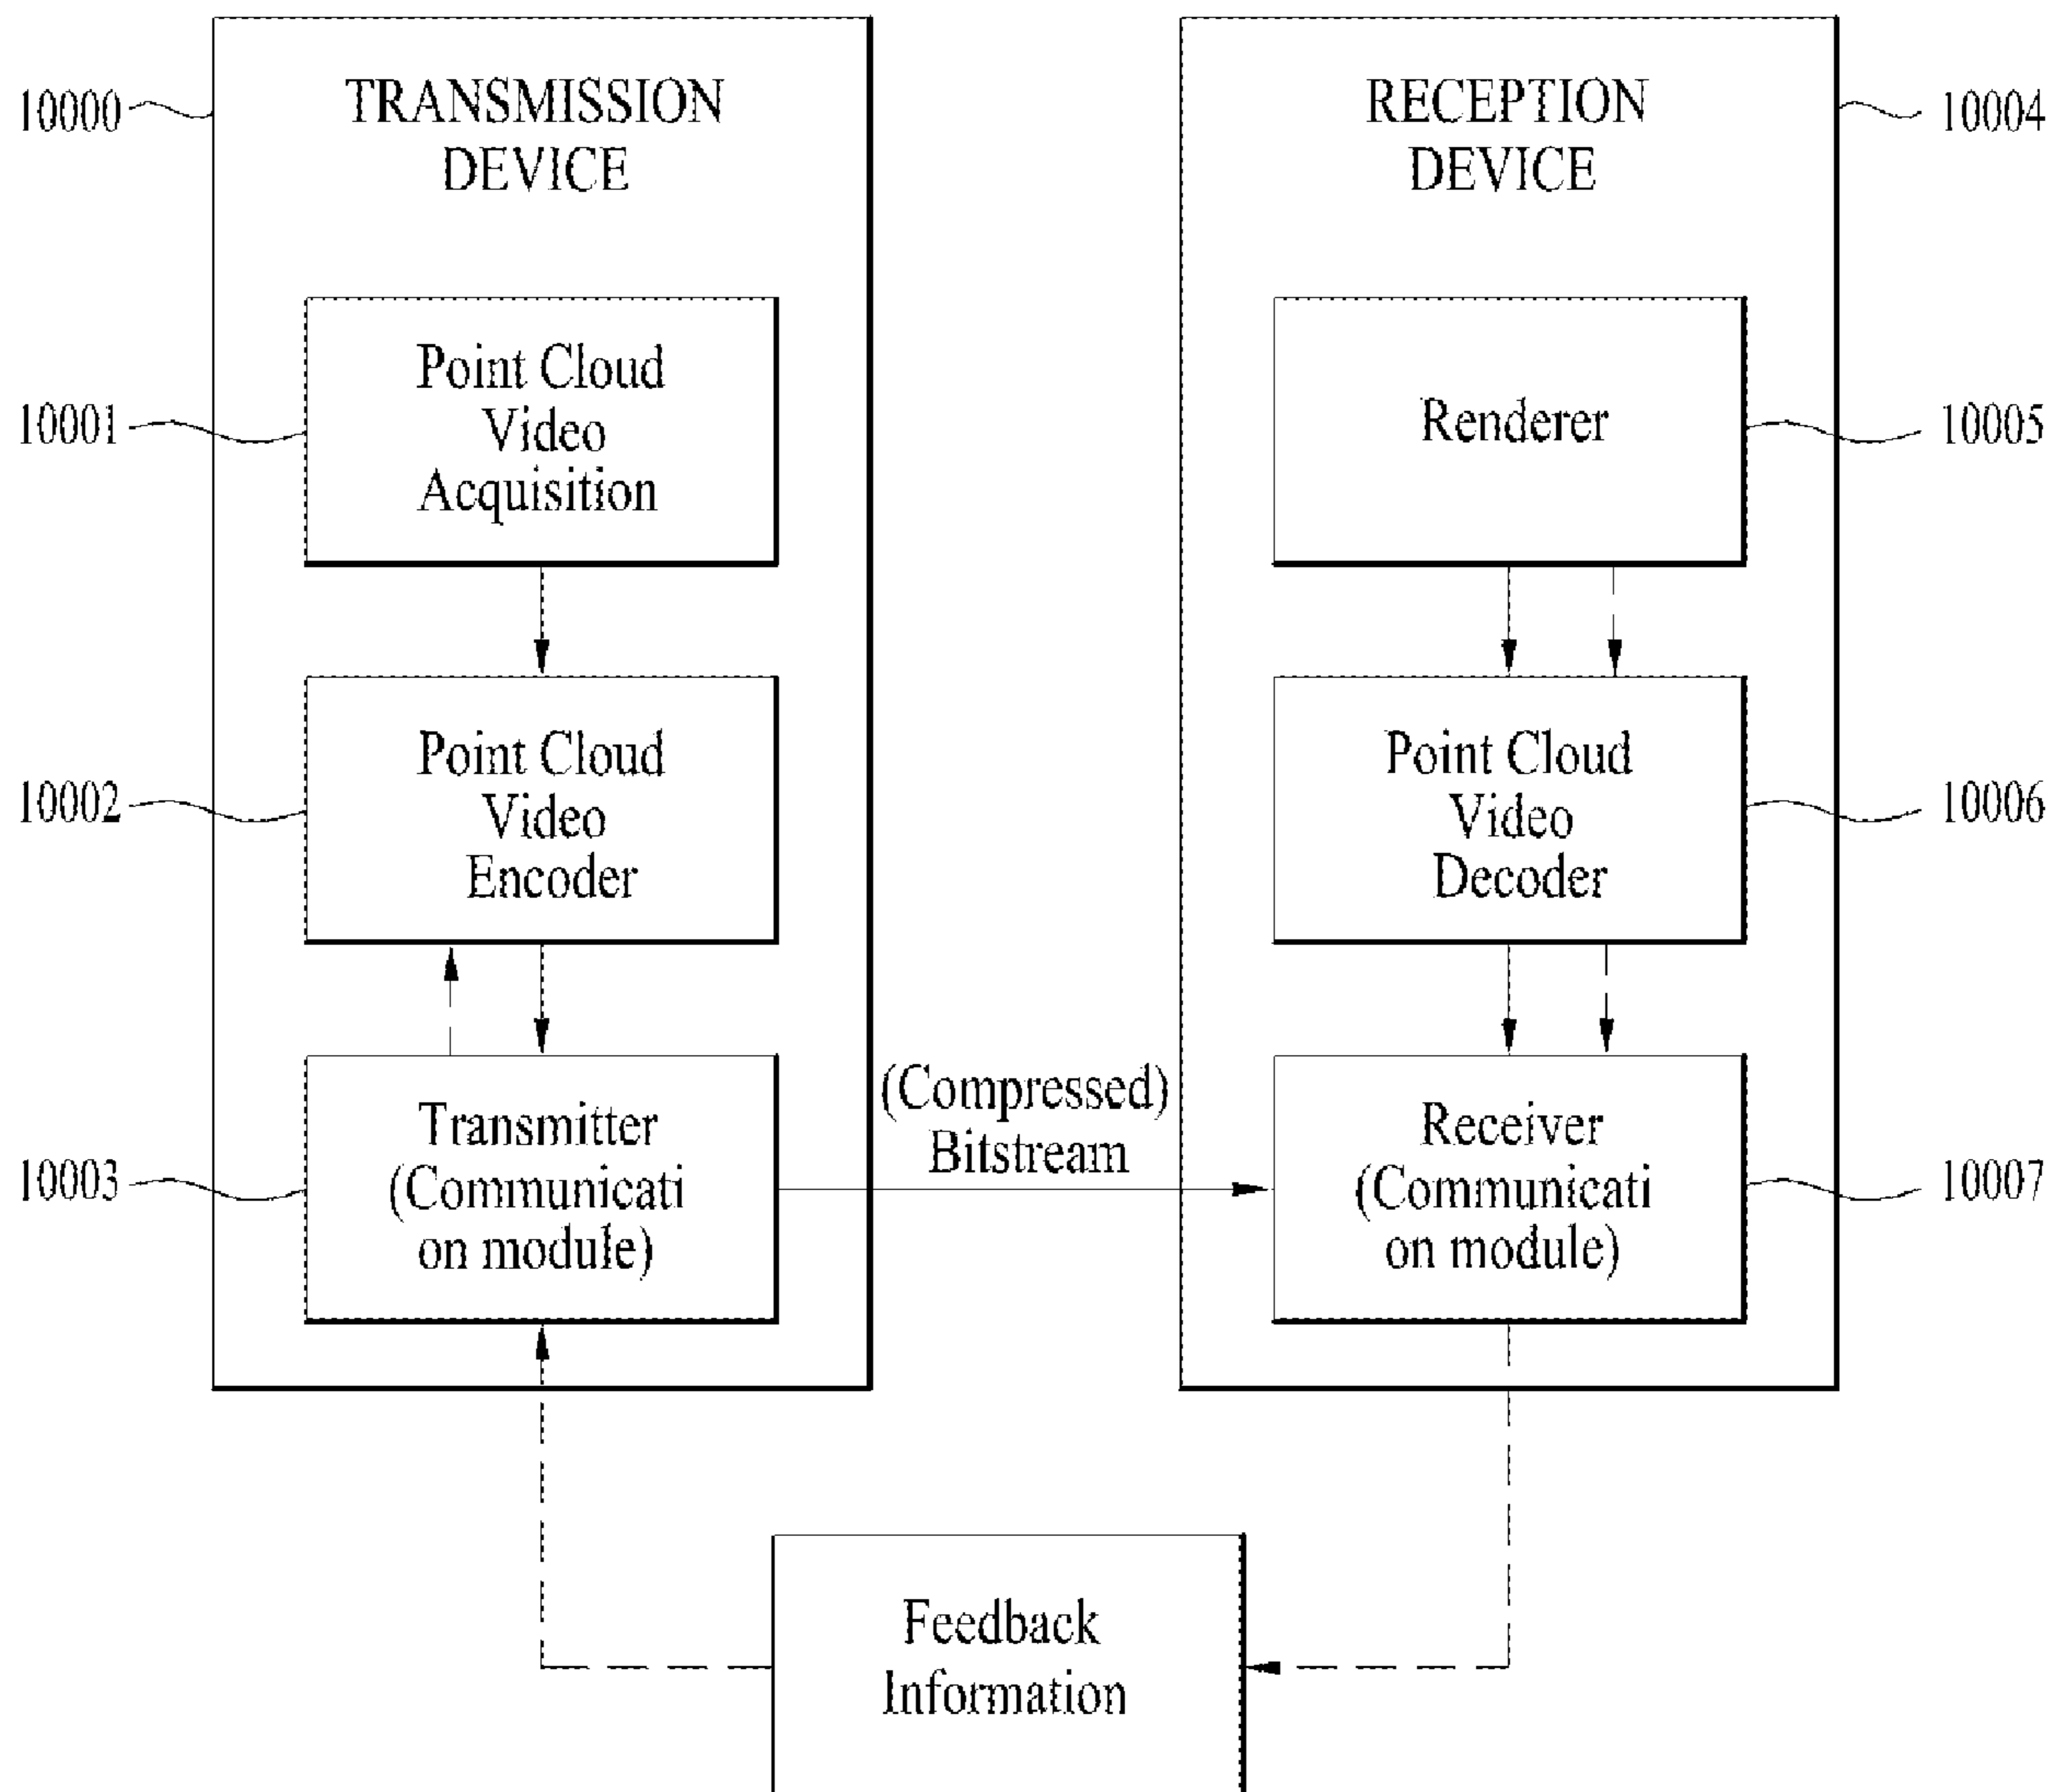 10000
TRANSMISSION
DEVICE
10001
Point Cloud
Video
Acquisition
10002
Point Cloud
Video
Encoder
10003
Transmitter
(Communicati
on module)
(Compressed)
Bitstream
RECEPTION
DEVICE
10004
Renderer
10005
Point Cloud
Video
Decoder
10006
Receiver
(Communicati
on module)
10007
Feedback
Information